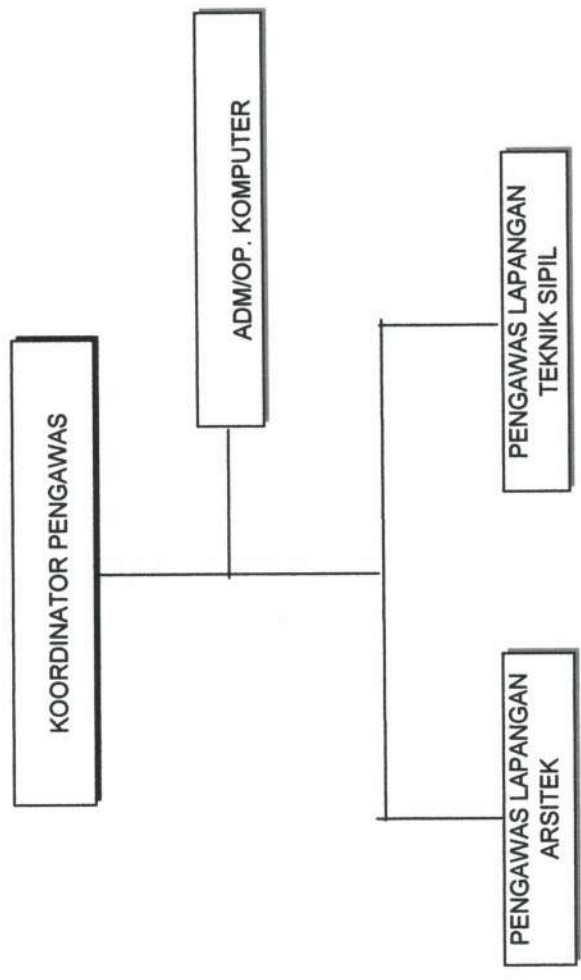 KOORDINATOR PENGAWAS
ADM/OP. KOMPUTER
PENGAWAS LAPANGAN
ARSITEK
PENGAWAS LAPANGAN
TEKNIK SIPIL